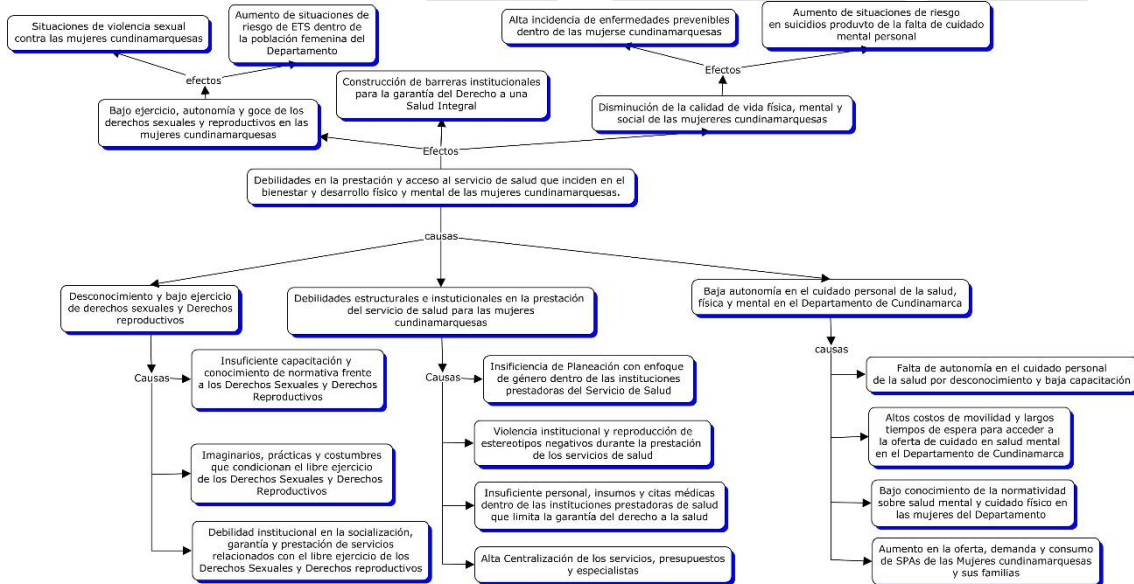 Situaciones de violencia sexual
contra las mujeres cundinamarquesas
Aumento de situaciones de
riesgo de ETS dentro de
la población femenina del
Departamento
Alta incidencia de enfermedades prevenibles
dentro de las mujerse cundinamarquesas
Aumento de situaciones de riesgo
en suicidios produvto de la falta de cuidado
mental personal
efectos
Efectos
Construcción de barreras institucionales
para la garantía del Derecho a una
Salud Integral
Bajo ejercicio, autonomía y goce de los
derechos sexuales y reproductivos en las
mujeres cundinamarquesas
Disminución de la calidad de vida física, mental y
social de las mujereres cundinamarquesas
Efectos
Debilidades en la prestación y acceso al servicio de salud que inciden en el
bienestar y desarrollo físico y mental de las mujeres cundinamarquesas.
causas
Desconocimiento y bajo ejercicio
de derechos sexuales y Derechos
reproductivos
Debilidades estructurales e instuticionales en la prestación
del servicio de salud para las mujeres
cundinamarquesas
Baja autonomía en el cuidado personal de la salud,
física y mental en el Departamento de Cundinamarca
Causas
Insuficiente capacitación y
conocimiento de normativa frente
a los Derechos Sexuales y Derechos
Reproductivos
Imaginarios, prácticas y costumbres
que condicionan el libre ejercicio
de los Derechos Sexuales y Derechos
Reproductivos
Debilidad institucional en la socialización,
garantía y prestación de servicios
relacionados con el libre ejercicio de los
Derechos Sexuales y Derechos reproductivos
Causas
Insificiencia de Planeación con enfoque
de género dentro de las instituciones
prestadoras del Servicio de Salud
Violencia institucional y reproducción de
estereotipos negativos durante la prestación
de los servicios de salud
Insuficiente personal, insumos y citas médicas
dentro de las instituciones prestadoras de salud
que limita la garantía del derecho a la salud
Alta Centralización de los servicios, presupuestos y
especialistas
causas
Falta de autonomía en el cuidado personal
de la salud por desconocimiento y baja capacitación
Altos costos de movilidad y largos
tiempos de espera para acceder a
la oferta de cuidado en salud mental
en el Departamento de Cundinamarca
Bajo conocimiento de la normatividad
sobre salud mental y cuidado físico en
las mujeres del Departamento
Aumento en la oferta, demanda y consumo
de SPAs de las Mujeres cundinamarquesas
y sus familias